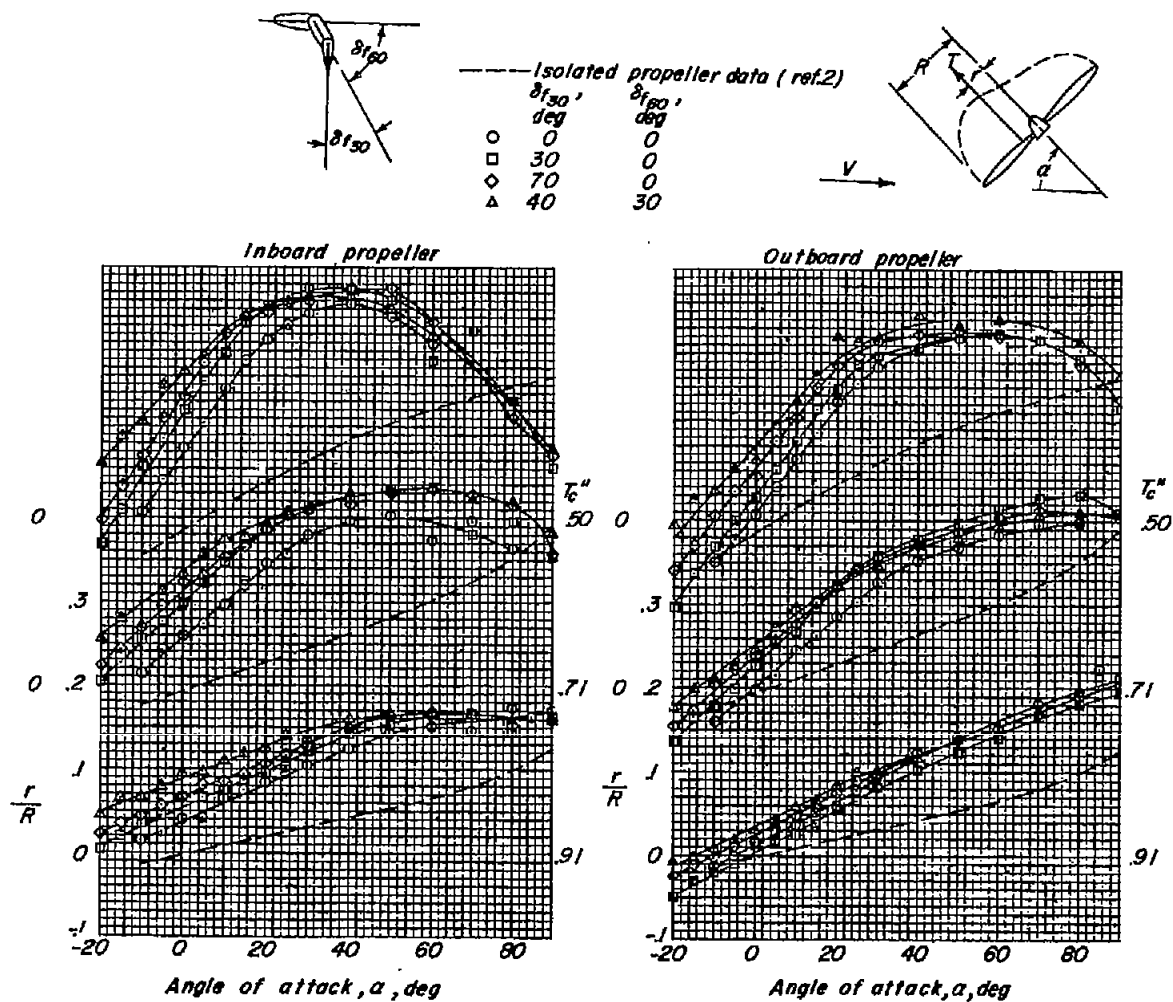 δf60
δf30
Isolated propeller data (ref.2)
δf30, δf60,
deg deg
0 0
30 0
70 0
40 30
R
T
r
α
V
Inboard propeller
Outboard propeller
Tc"
0
.50
.3
0
.2
.71
.1
r/R
0
.91
-.1
-20 0 20 40 60 80
Angle of attack, α, deg
Tc"
0
.50
.3
0
.2
.71
.1
r/R
0
.91
-.1
-20 0 20 40 60 80
Angle of attack, α, deg